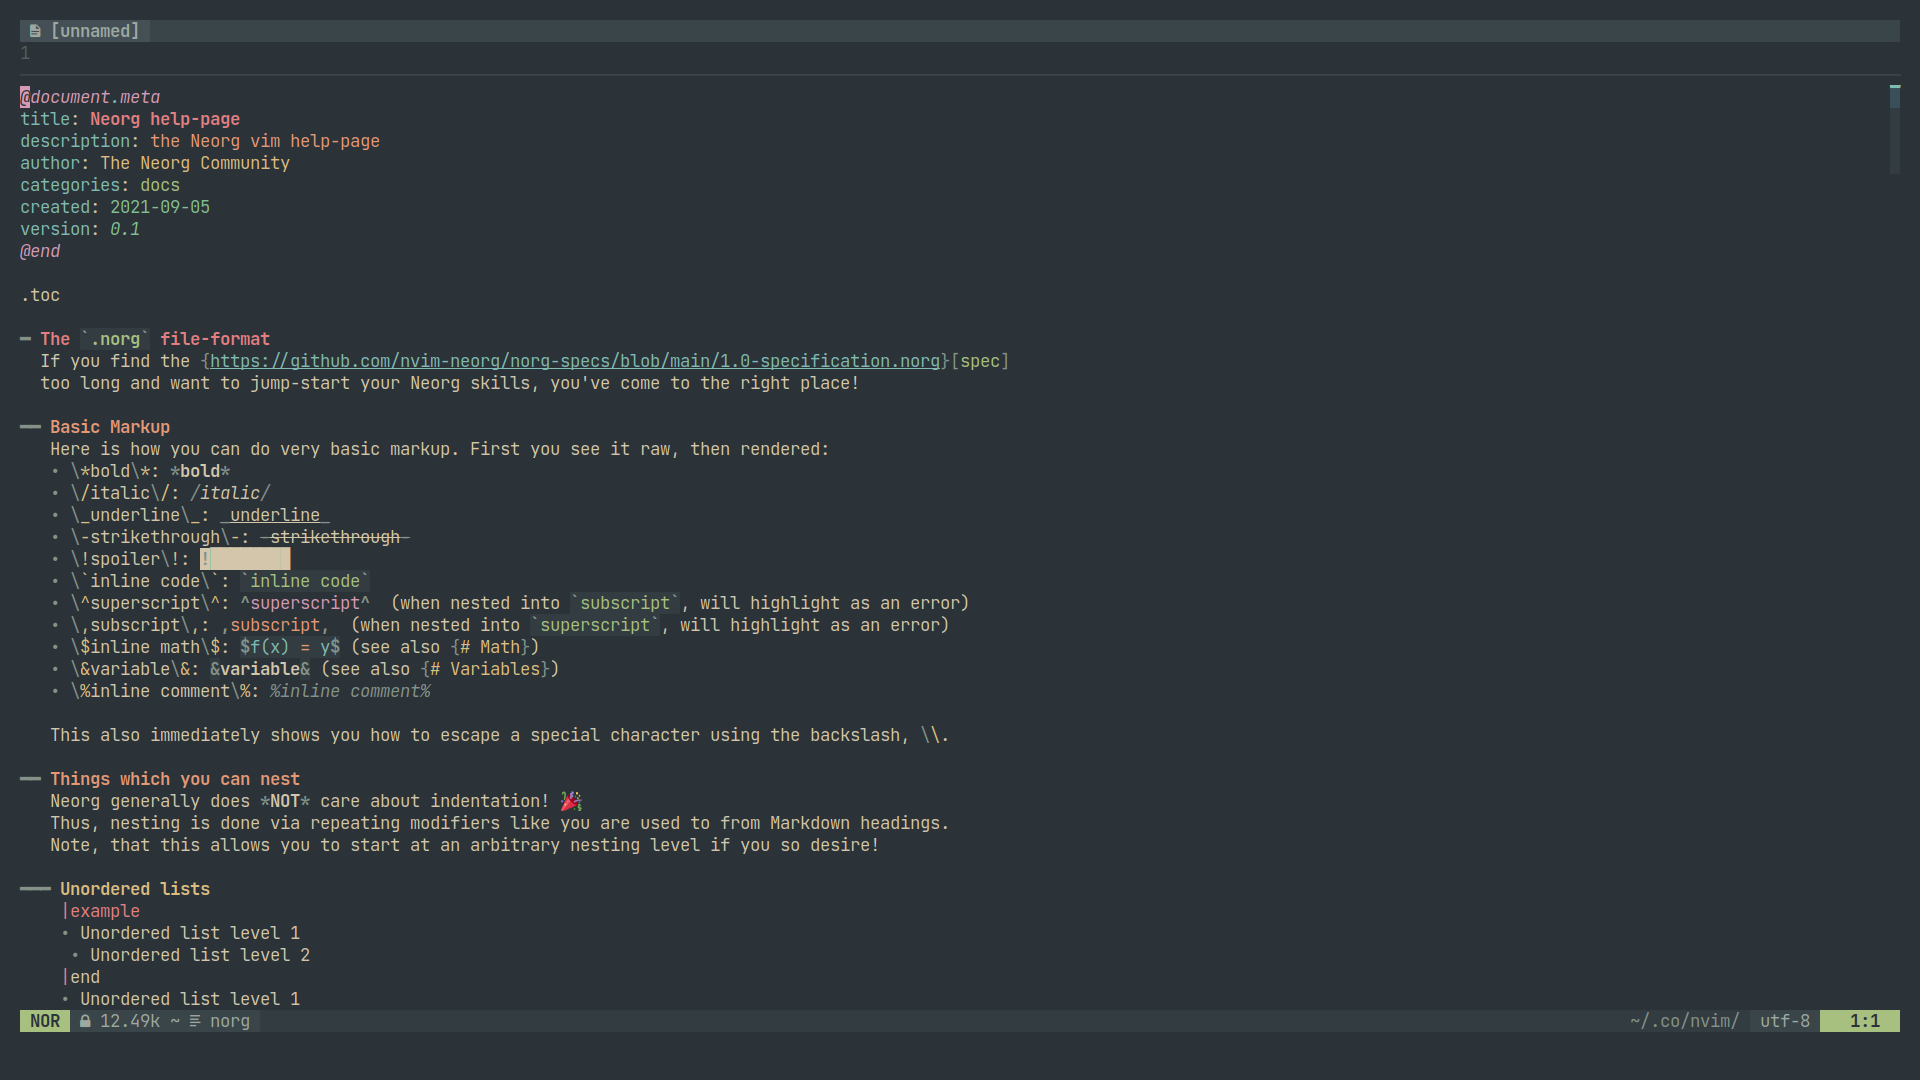 [unnamed]
1
@document.meta
title: Neorg help-page
description: the Neorg vim help-page
author: The Neorg Community
categories: docs
created: 2021-09-05
version: 0.1
@end
.toc
The `.norg` file-format
If you find the {https://github.com/nvim-neorg/norg-specs/blob/main/1.0-specification.norg}[spec]
too long and want to jump-start your Neorg skills, you've come to the right place!
Basic Markup
Here is how you can do very basic markup. First you see it raw, then rendered:
• \*bold\*: *bold*
• \/italic\/: /italic/
• \_underline\_: _underline_
• \-strikethrough\-: -strikethrough-
• \!spoiler\!: !
• \`inline code\`: `inline code`
• \^superscript\^: ^superscript^  (when nested into `subscript`, will highlight as an error)
• \,subscript\,: ,subscript,  (when nested into `superscript`, will highlight as an error)
• \$inline math\$: $f(x) = y$ (see also {# Math})
• \&variable\&: &variable& (see also {# Variables})
• \%inline comment\%: %inline comment%
This also immediately shows you how to escape a special character using the backslash, \\.
Things which you can nest
Neorg generally does *NOT* care about indentation! 🎉
Thus, nesting is done via repeating modifiers like you are used to from Markdown headings.
Note, that this allows you to start at an arbitrary nesting level if you so desire!
Unordered lists
|example
• Unordered list level 1
• Unordered list level 2
|end
• Unordered list level 1
NOR 12.49k ~ norg ~/.co/nvim/ utf-8 1:1